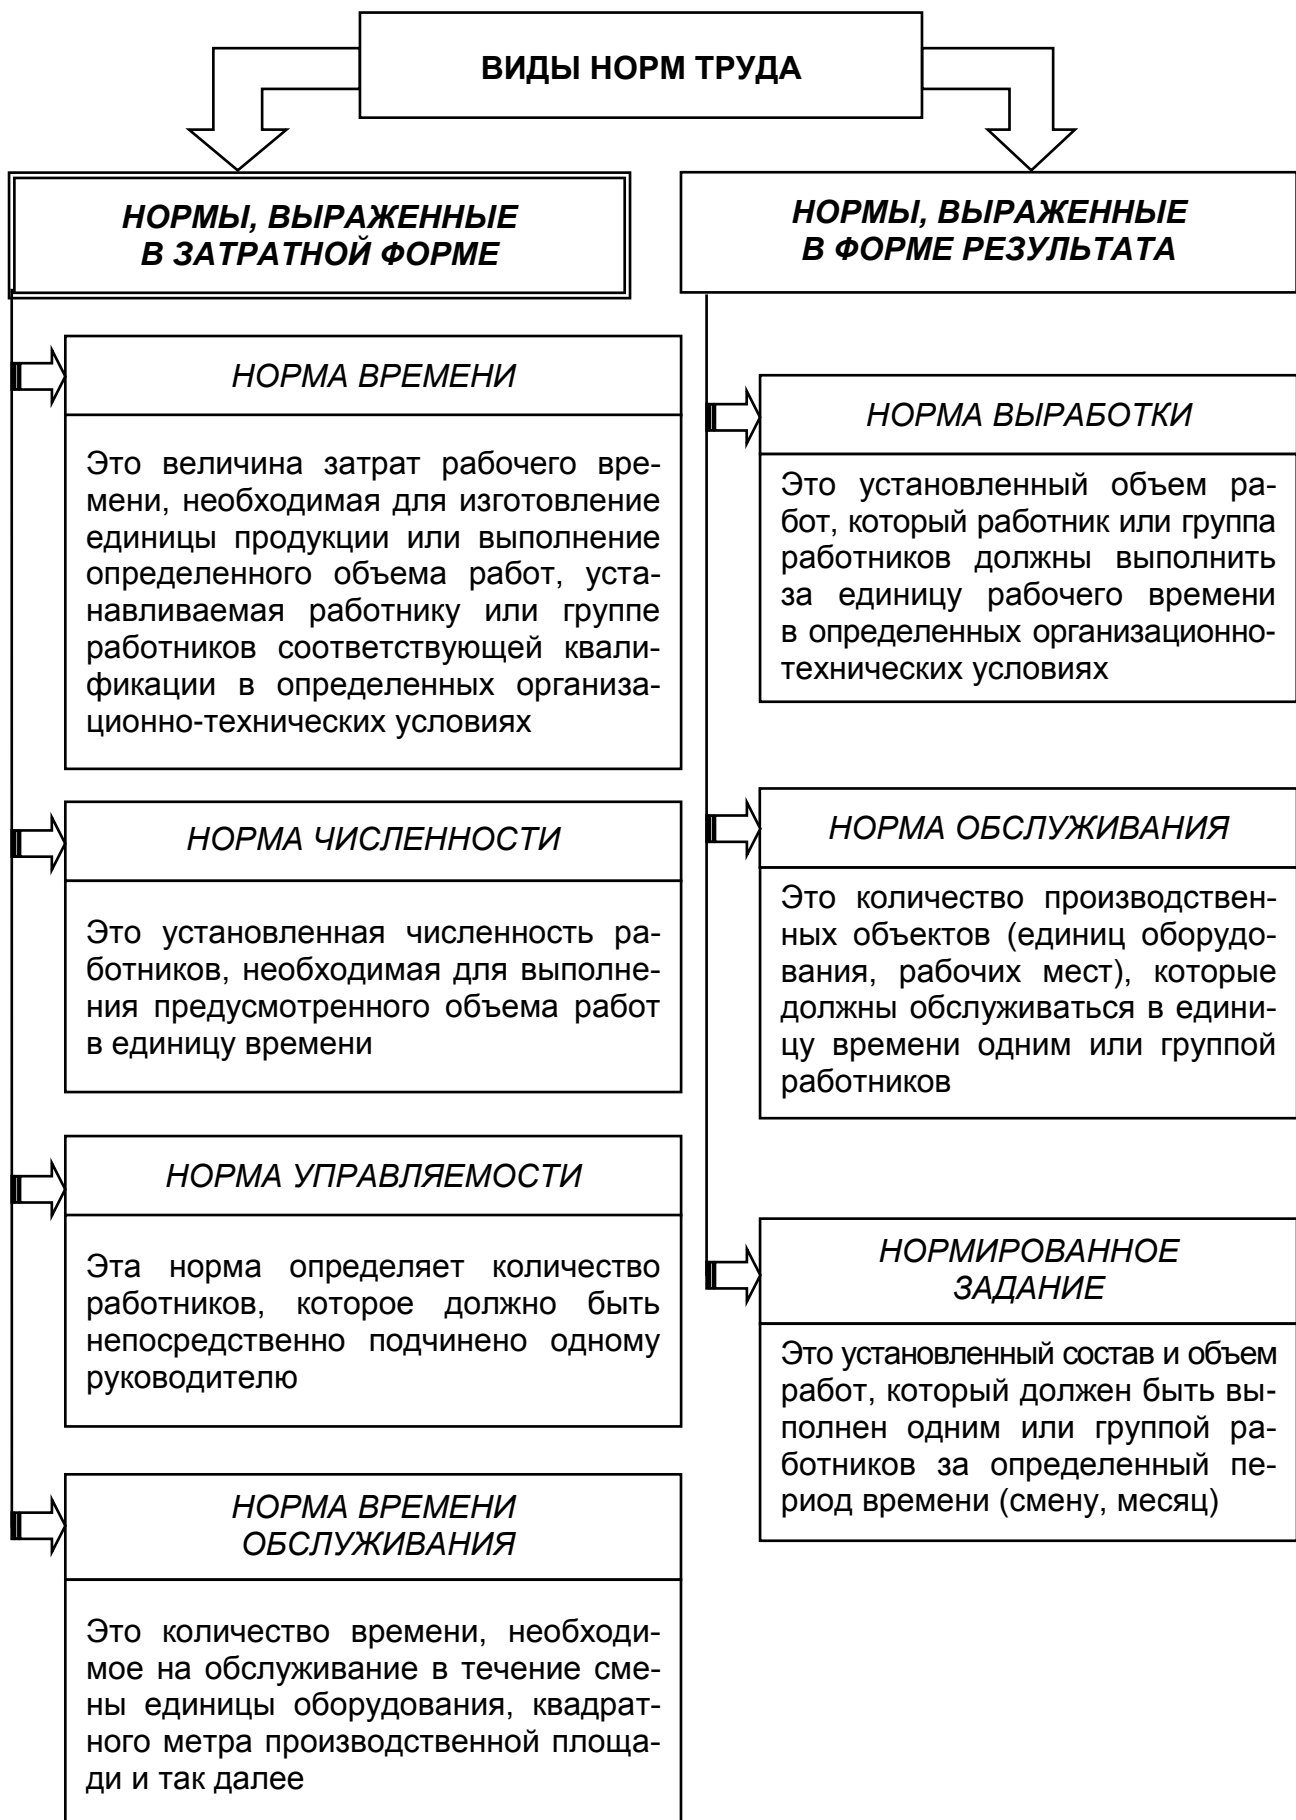 ВИДЫ НОРМ ТРУДА
НОРМЫ, ВЫРАЖЕННЫЕ
В ЗАТРАТНОЙ ФОРМЕ
НОРМА ВРЕМЕНИ
Это величина затрат рабочего вре-
мени, необходимая для изготовление
единицы продукции или выполнение
определенного объема работ, уста-
навливаемая работнику или группе
работников соответствующей квали-
фикации в определенных организа-
ционно-технических условиях
НОРМА ЧИСЛЕННОСТИ
Это установленная численность ра-
ботников, необходимая для выполне-
ния предусмотренного объема работ
в единицу времени
НОРМА УПРАВЛЯЕМОСТИ
Эта норма определяет количество
работников, которое должно быть
непосредственно подчинено одному
руководителю
НОРМА ВРЕМЕНИ
ОБСЛУЖИВАНИЯ
Это количество времени, необходи-
мое на обслуживание в течение сме-
ны единицы оборудования, квадрат-
ного метра производственной площа-
ди и так далее
НОРМЫ, ВЫРАЖЕННЫЕ
В ФОРМЕ РЕЗУЛЬТАТА
НОРМА ВЫРАБОТКИ
Это установленный объем ра-
бот, который работник или группа
работников должны выполнить
за единицу рабочего времени
в определенных организационно-
технических условиях
НОРМА ОБСЛУЖИВАНИЯ
Это количество производствен-
ных объектов (единиц оборудо-
вания, рабочих мест), которые
должны обслуживаться в едини-
цу времени одним или группой
работников
НОРМИРОВАННОЕ
ЗАДАНИЕ
Это установленный состав и объем
работ, который должен быть вы-
полнен одним или группой ра-
ботников за определенный пе-
риод времени (смену, месяц)